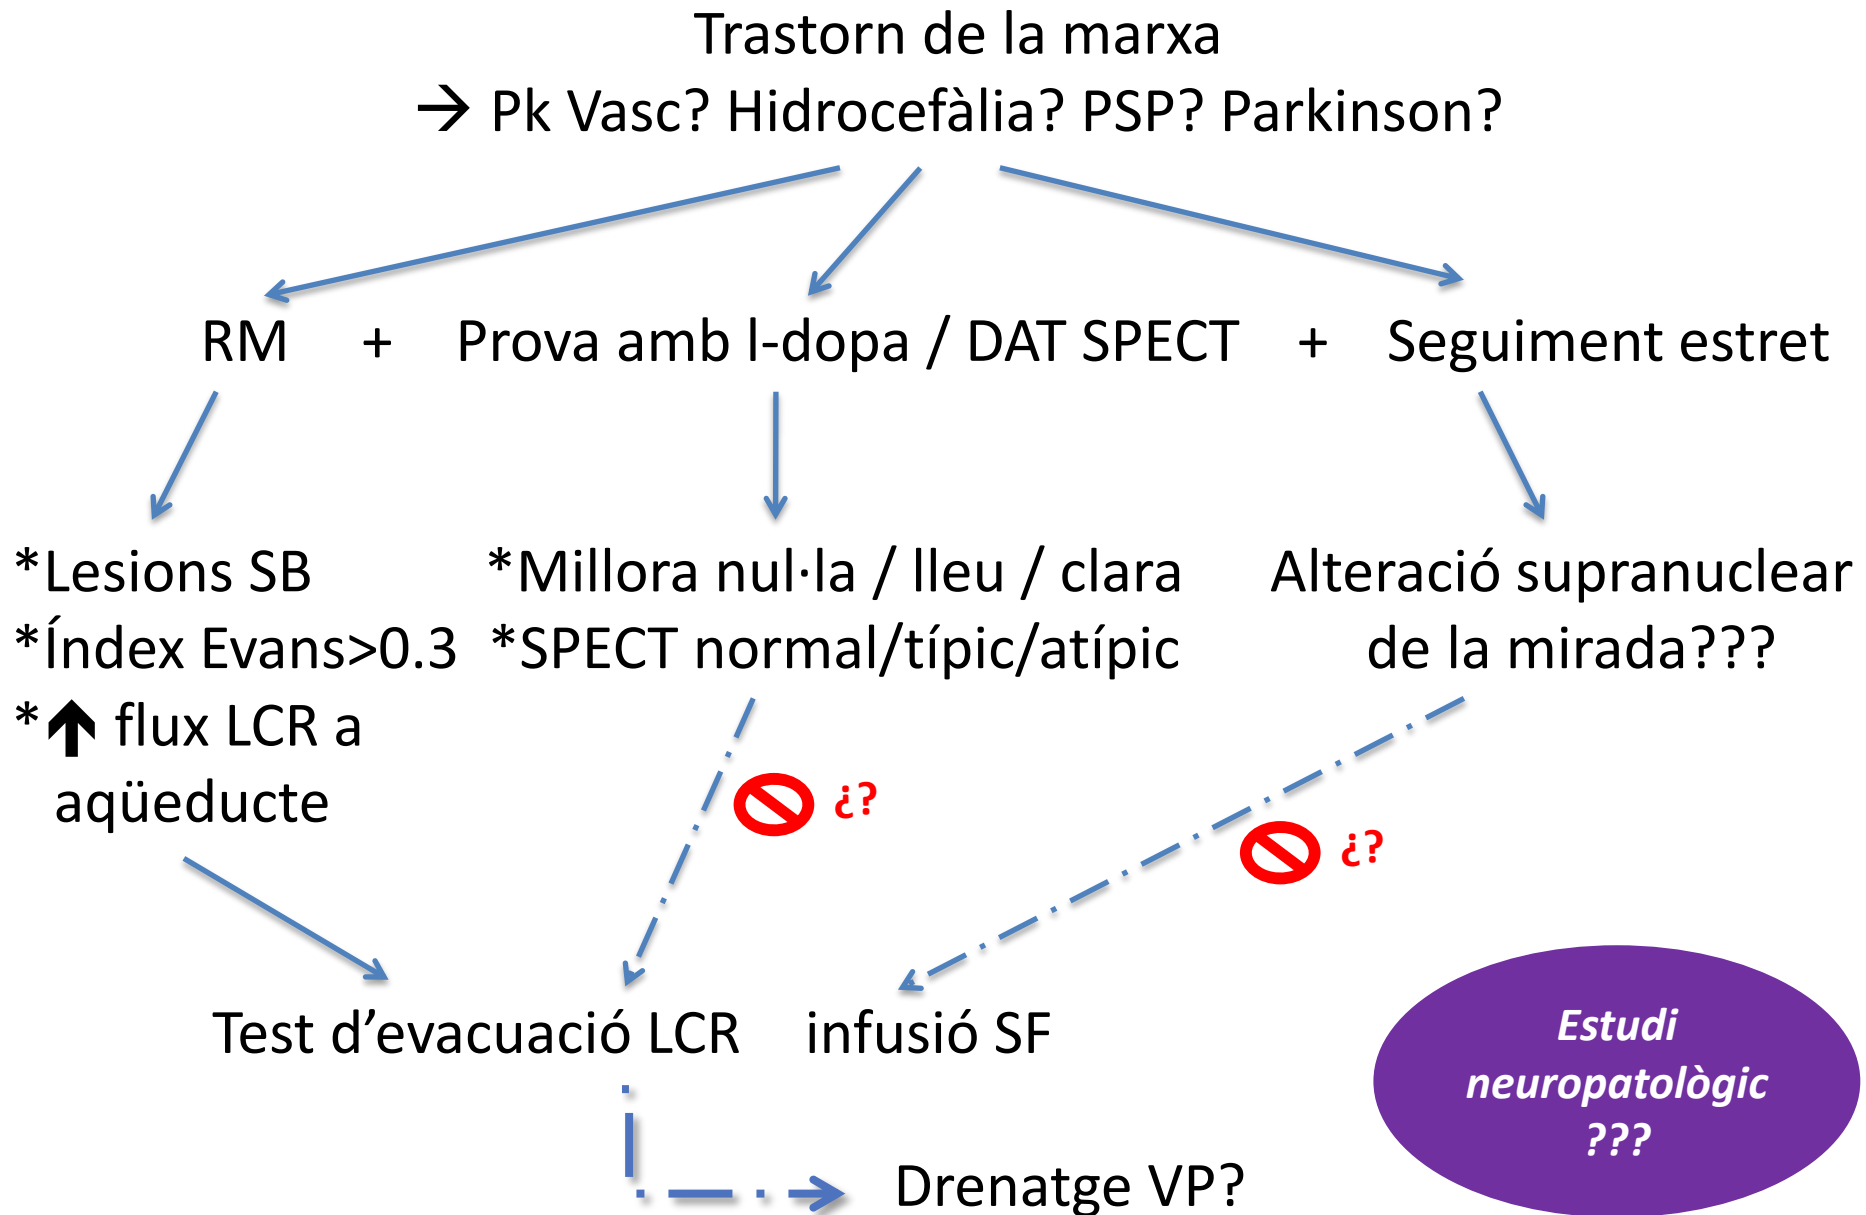 Trastorn de la marxa
→ Pk Vasc? Hidrocefàlia? PSP? Parkinson?
RM + Prova amb l-dopa / DAT SPECT + Seguiment estret
*Lesions SB
*Índex Evans>0.3
*↑ flux LCR a
aqüeducte
*Millora nul·la / lleu / clara
*SPECT normal/típic/atípic
Alteració supranuclear
de la mirada???
¿?
¿?
Test d’evacuació LCR infusió SF
Estudi
neuropatològic
???
Drenatge VP?